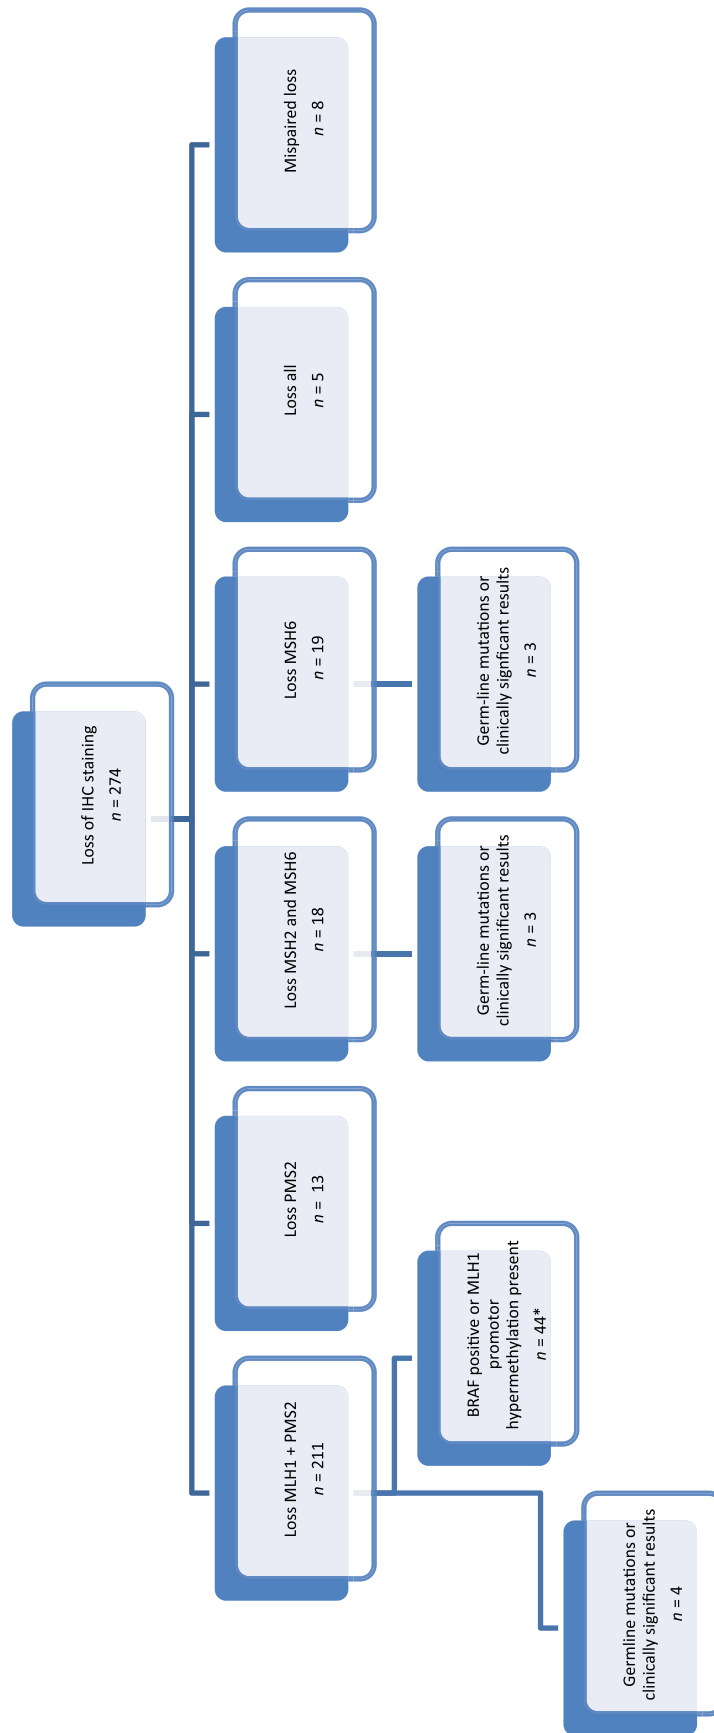 Loss of IHC staining
n = 274
Loss MLH1 + PMS2
n = 211
Loss PMS2
n = 13
Loss MSH2 and MSH6
n = 18
Loss MSH6
n = 19
Loss all
n = 5
Mispaired loss
n = 8
BRAF positive or MLH1
promotor
hypermethylation present
n = 44*
Germ-line mutations or
clinically significant results
n = 3
Germ-line mutations or
clinically signficant results
n = 3
Germline mutations or
clinically significant results
n = 4